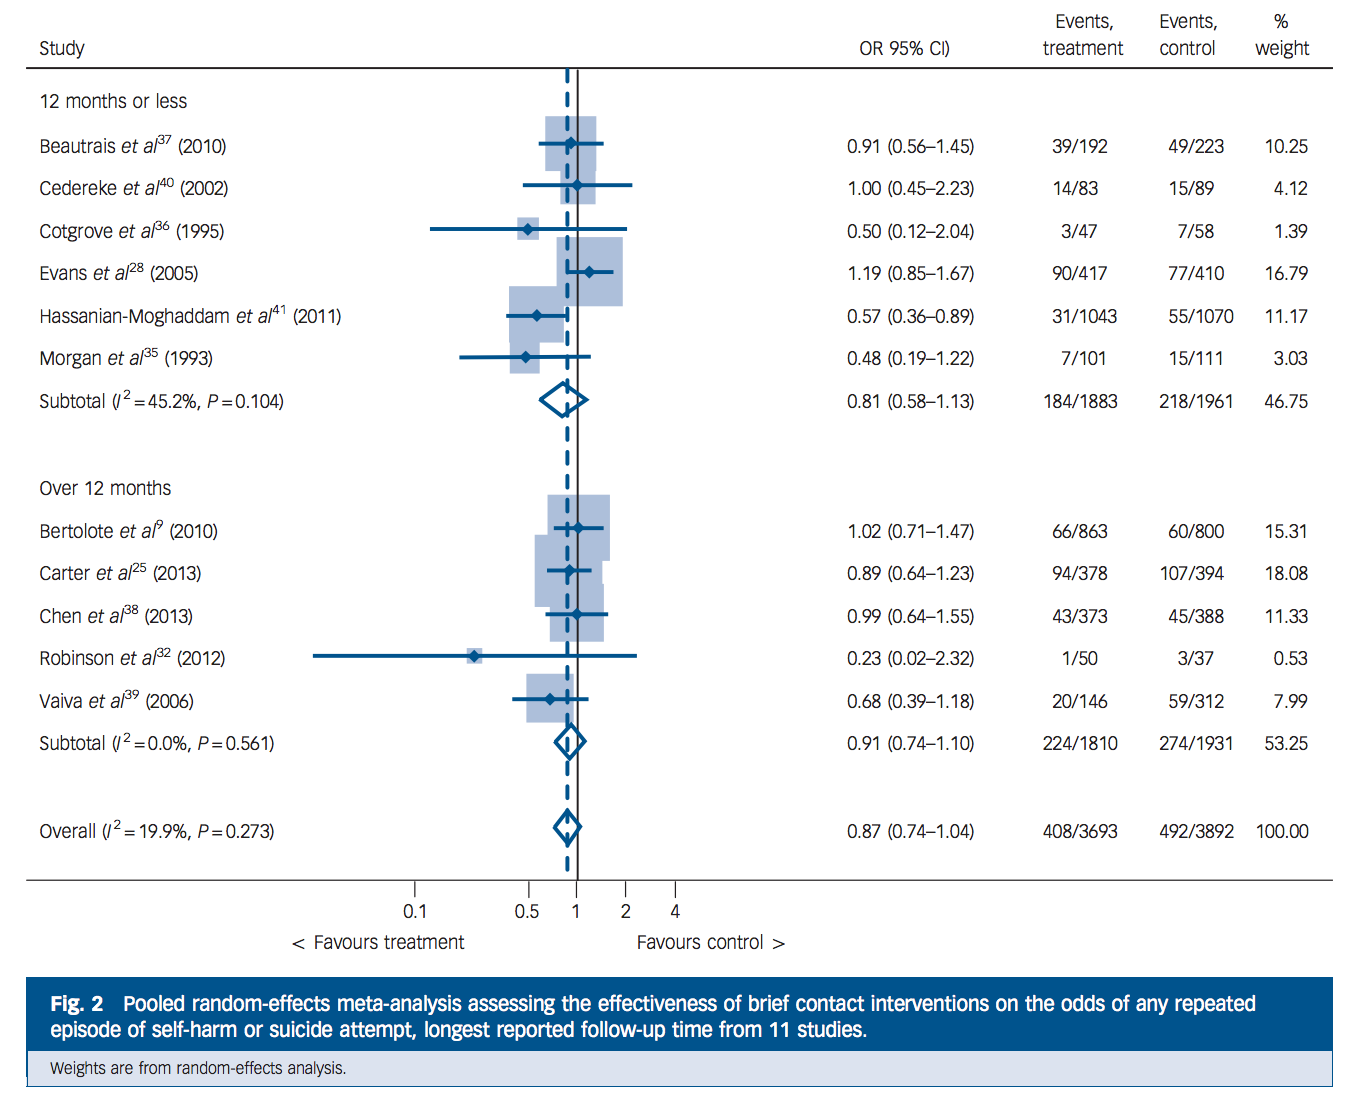 Study OR 95% CI) Events, treatment Events, control % weight
12 months or less
Beautrais et al37 (2010) 0.91 (0.56–1.45) 39/192 49/223 10.25
Cedereke et al40 (2002) 1.00 (0.45–2.23) 14/83 15/89 4.12
Cotgrove et al36 (1995) 0.50 (0.12–2.04) 3/47 7/58 1.39
Evans et al28 (2005) 1.19 (0.85–1.67) 90/417 77/410 16.79
Hassanian-Moghaddam et al41 (2011) 0.57 (0.36–0.89) 31/1043 55/1070 11.17
Morgan et al35 (1993) 0.48 (0.19–1.22) 7/101 15/111 3.03
Subtotal (I2 = 45.2%, P = 0.104) 0.81 (0.58–1.13) 184/1883 218/1961 46.75
Over 12 months
Bertolote et al9 (2010) 1.02 (0.71–1.47) 66/863 60/800 15.31
Carter et al25 (2013) 0.89 (0.64–1.23) 94/378 107/394 18.08
Chen et al38 (2013) 0.99 (0.64–1.55) 43/373 45/388 11.33
Robinson et al32 (2012) 0.23 (0.02–2.32) 1/50 3/37 0.53
Vaiva et al39 (2006) 0.68 (0.39–1.18) 20/146 59/312 7.99
Subtotal (I2 = 0.0%, P = 0.561) 0.91 (0.74–1.10) 224/1810 274/1931 53.25
Overall (I2 = 19.9%, P = 0.273) 0.87 (0.74–1.04) 408/3693 492/3892 100.00
0.1 0.5 1 2 4
< Favours treatment Favours control >
Fig. 2 Pooled random-effects meta-analysis assessing the effectiveness of brief contact interventions on the odds of any repeated
episode of self-harm or suicide attempt, longest reported follow-up time from 11 studies.
Weights are from random-effects analysis.